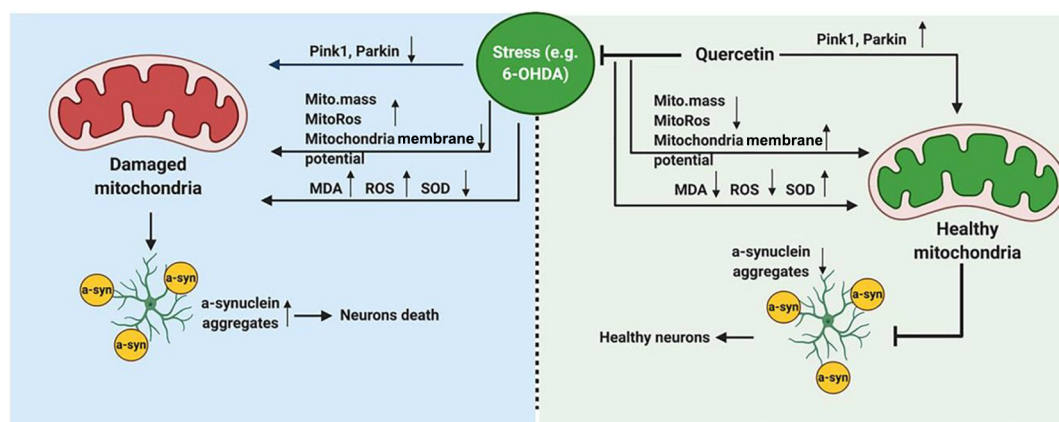 Pink1, Parkin ↓
Mito.mass ↑
MitoRos
Mitochondria membrane ↓
potential
MDA ↑ ROS ↑ SOD ↓
Damaged
mitochondria
a-syn
a-syn
a-syn
a-synuclein ↑
aggregates
Neurons death
Stress (e.g.
6-OHDA)
Quercetin
Pink1, Parkin ↑
Mito.mass ↓
MitoRos
Mitochondria membrane ↑
potential
MDA ↓ ROS ↓ SOD ↑
Healthy
mitochondria
a-synuclein ↓
aggregates
a-syn
a-syn
a-syn
Healthy neurons